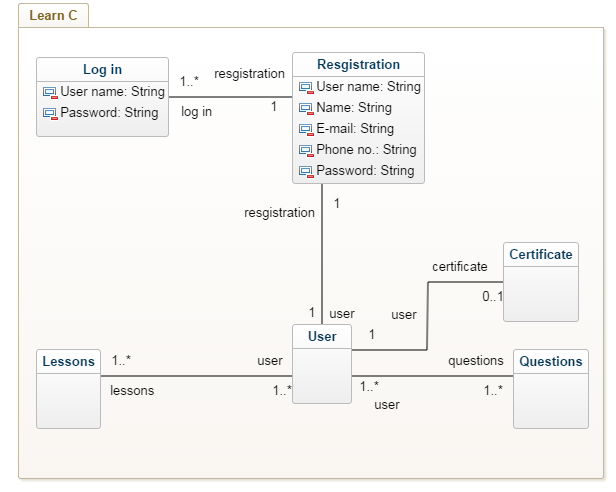 Learn C
Log in
User name: String
Password: String
1..*
resgistration
log in
1
Resgistration
User name: String
Name: String
E-mail: String
Phone no.: String
Password: String
resgistration
1
1
user
user
1
certificate
0..1
Certificate
User
Lessons
1..*
lessons
user
1..*
1..*
user
questions
1..*
Questions